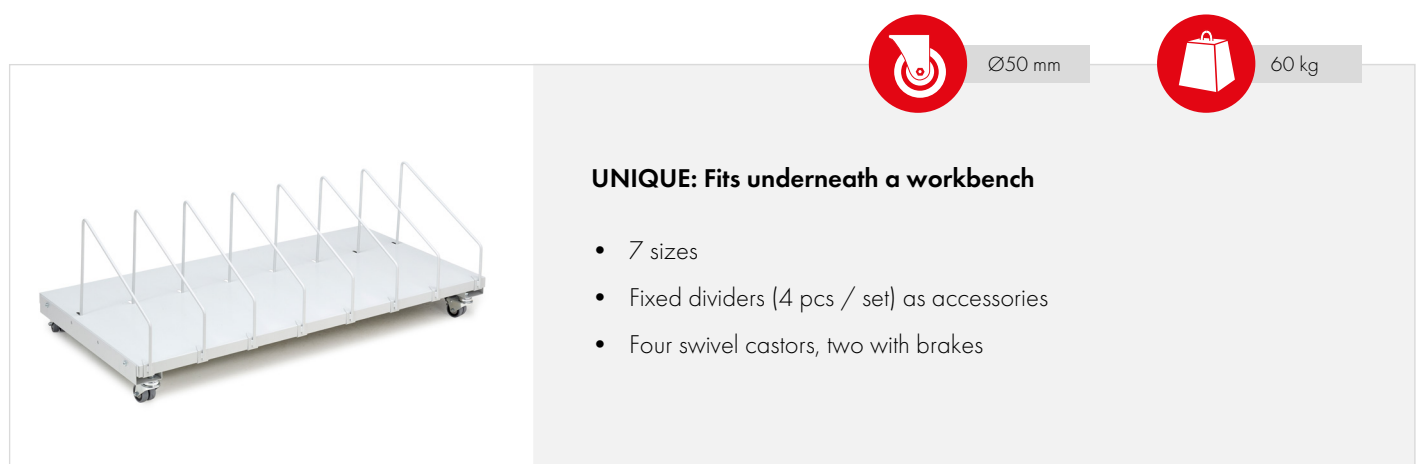 Ø50 mm
60 kg
UNIQUE: Fits underneath a workbench
• 7 sizes
• Fixed dividers (4 pcs / set) as accessories
• Four swivel castors, two with brakes